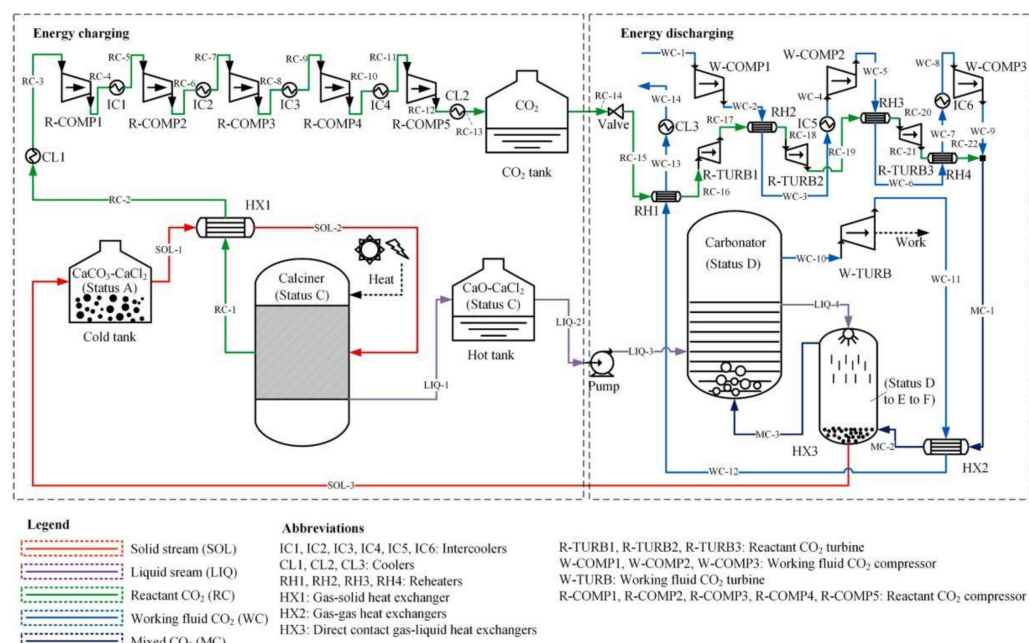 Energy charging
Energy discharging
RC-3
RC-4
RC-5
RC-6
RC-7
RC-8
RC-9
RC-10
RC-11
RC-12
RC-13
IC1
IC2
IC3
IC4
CL2
R-COMP1
R-COMP2
R-COMP3
R-COMP4
R-COMP5
CO₂
CO₂ tank
CL1
RC-2
HX1
SOL-1
SOL-2
RC-1
CaCO₃-CaCl₂
(Status A)
Cold tank
Calciner
(Status C)
Heat
CaO-CaCl₂
(Status C)
Hot tank
LIQ-1
LIQ-2
SOL-3
RC-14
Valve
RC-15
WC-1
W-COMP1
WC-2
WC-14
CL3
WC-13
RH1
RC-16
RC-17
R-TURB1
RH2
RC-18
R-TURB2
WC-3
W-COMP2
WC-4
IC5
RC-19
WC-5
RH3
RC-20
RC-21
R-TURB3
WC-6
WC-7
WC-8
IC6
W-COMP3
WC-9
RC-22
RH4
Carbonator
(Status D)
WC-10
W-TURB
Work
WC-11
MC-1
LIQ-3
Pump
LIQ-4
(Status D
to E to F)
MC-3
MC-2
HX3
HX2
WC-12
Legend
Solid stream (SOL)
Liquid stream (LIQ)
Reactant CO₂ (RC)
Working fluid CO₂ (WC)
Mixed CO₂ (MC)
Abbreviations
IC1, IC2, IC3, IC4, IC5, IC6: Intercoolers
CL1, CL2, CL3: Coolers
RH1, RH2, RH3, RH4: Reheaters
HX1: Gas-solid heat exchanger
HX2: Gas-gas heat exchangers
HX3: Direct contact gas-liquid heat exchangers
R-TURB1, R-TURB2, R-TURB3: Reactant CO₂ turbine
W-COMP1, W-COMP2, W-COMP3: Working fluid CO₂ compressor
W-TURB: Working fluid CO₂ turbine
R-COMP1, R-COMP2, R-COMP3, R-COMP4, R-COMP5: Reactant CO₂ compressor